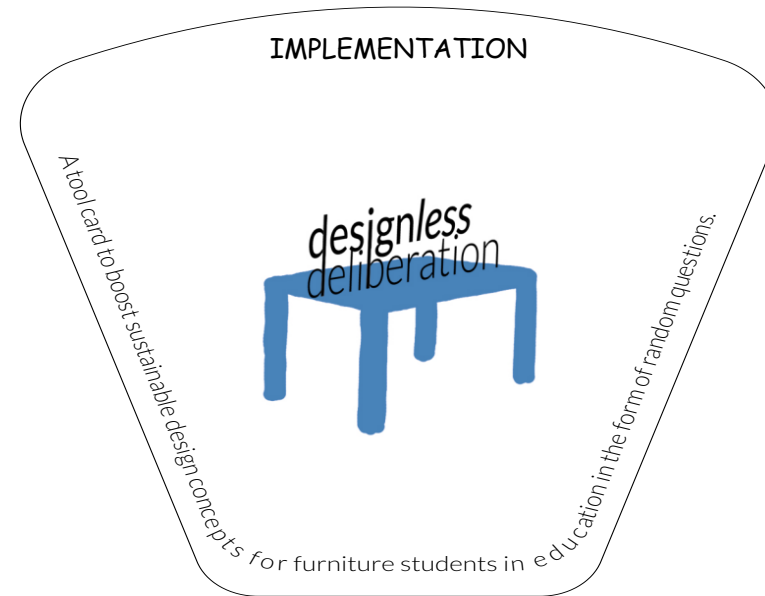 IMPLEMENTATION
designless
deliberation
A tool card to boost sustainable design concepts for furniture students in education in the form of random questions.